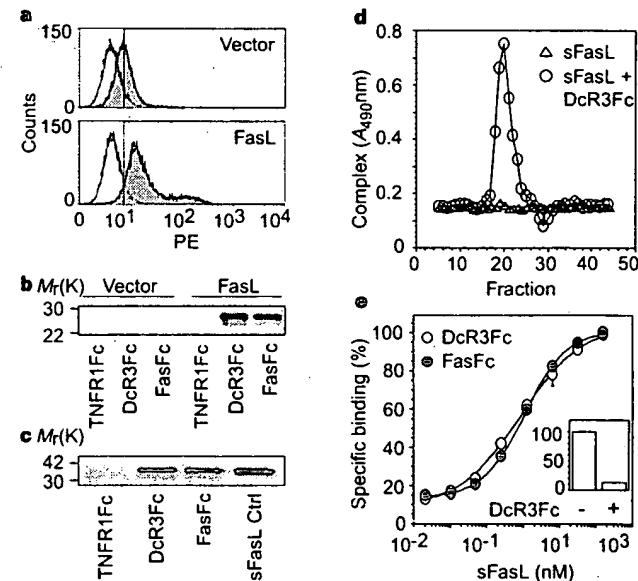 a
150
Vector
0
150
FasL
0
Counts
0 10¹ 10² 10³ 10⁴
PE
b Mr(K)
Vector FasL
30
22
TNFR1Fc
DcR3Fc
FasFc
TNFR1Fc
DcR3Fc
FasFc
c Mr(K)
42
30
TNFR1Fc
DcR3Fc
FasFc
sFasL Ctrl
d
0.8
0.6
0.4
0.2
0
Complex (A490nm)
sFasL
sFasL +
DcR3Fc
0 10 20 30 40 50
Fraction
e
100
80
60
40
20
0
Specific binding (%)
DcR3Fc
FasFc
100
50
0
DcR3Fc - +
10-2 10-1 10¹ 10³
sFasL (nM)